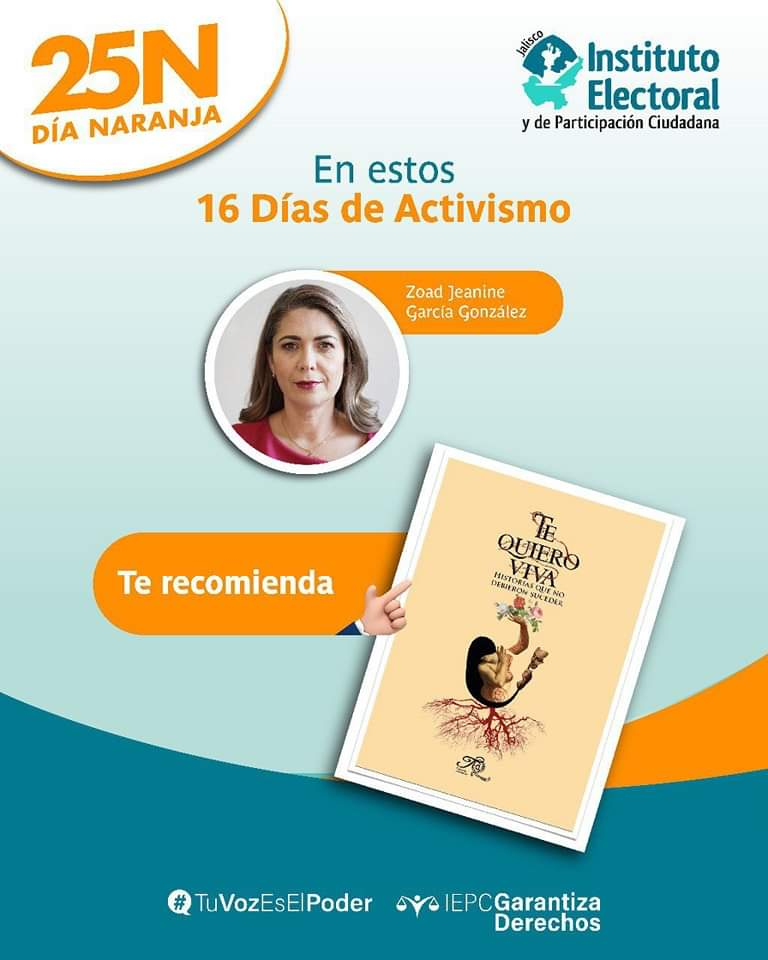 25N
DÍA NARANJA
Jalisco
Instituto
Electoral
y de Participación Ciudadana
En estos
16 Días de Activismo
Zoad Jeanine
García González
Te recomienda
TE
QUIERO
VIVA
HISTORIAS QUE NO
DEBIERON SUCEDER
#TuVozEsElPoder
IEPCGarantiza
Derechos